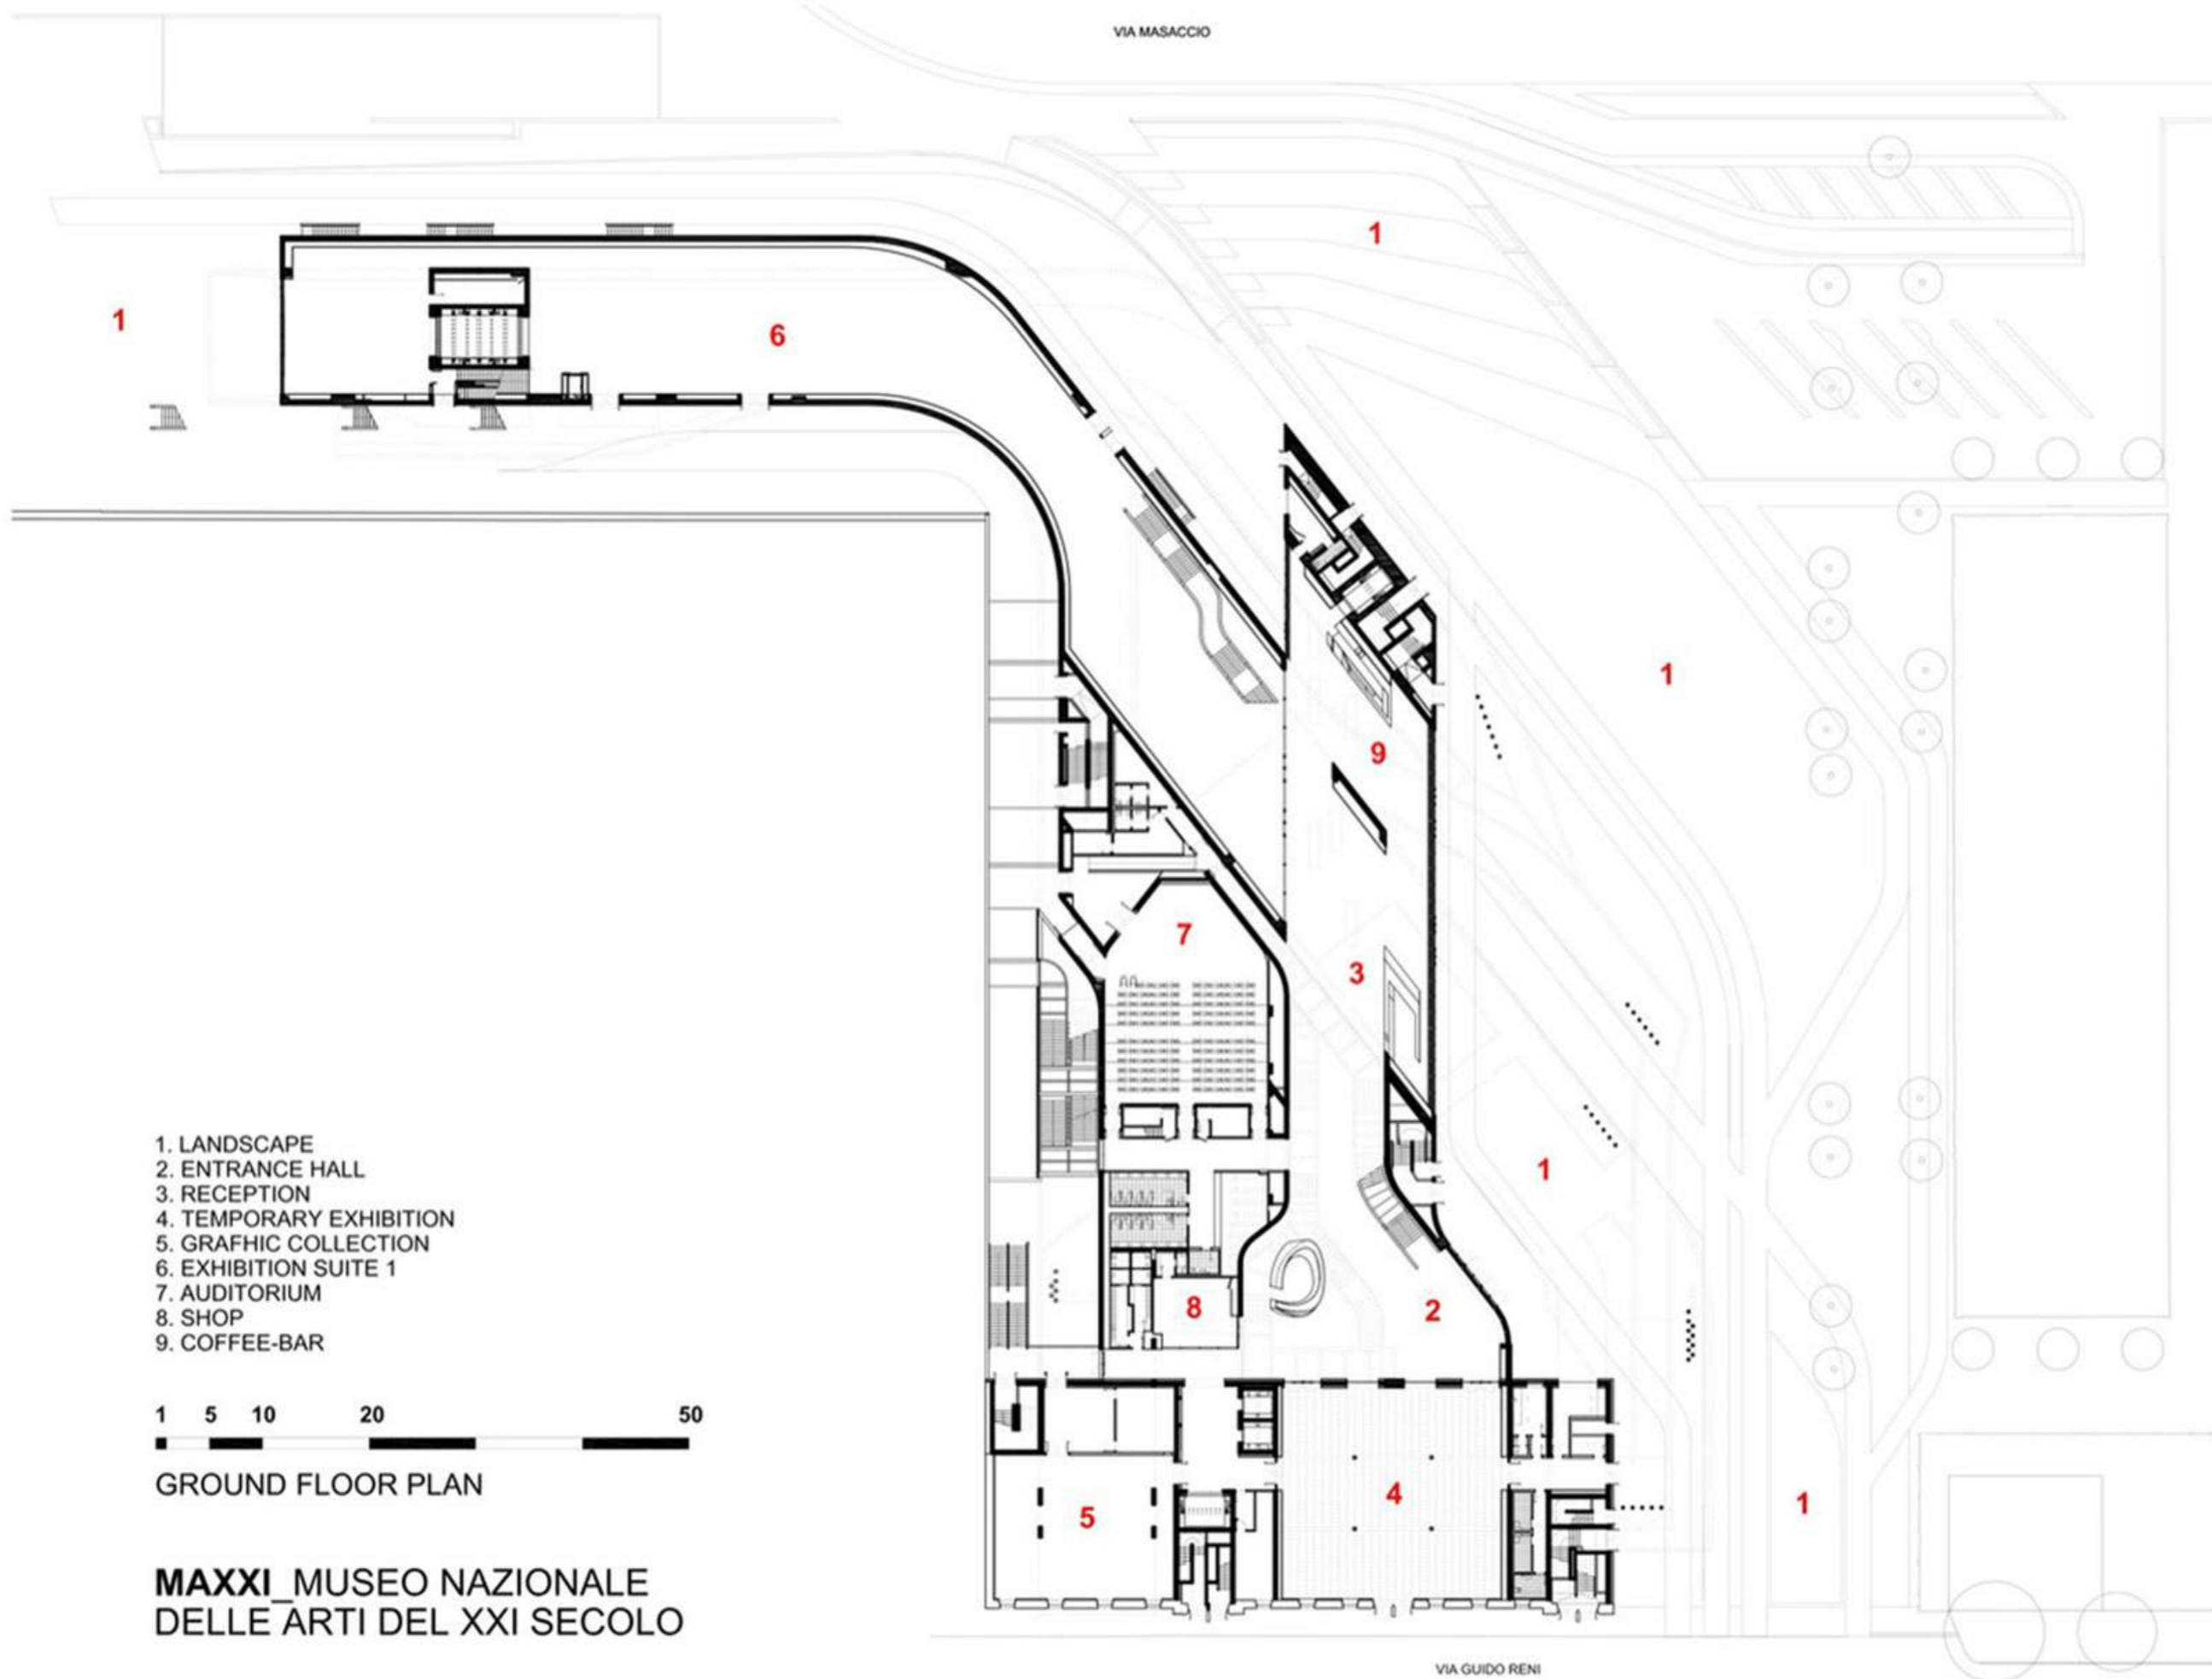 VIA MASACCIO
1
1
6
1
9
7
3
1
8
2
4
5
1
1. LANDSCAPE
2. ENTRANCE HALL
3. RECEPTION
4. TEMPORARY EXHIBITION
5. GRAFHIC COLLECTION
6. EXHIBITION SUITE 1
7. AUDITORIUM
8. SHOP
9. COFFEE-BAR
1 5 10 20 50
GROUND FLOOR PLAN
MAXXI_MUSEO NAZIONALE
DELLE ARTI DEL XXI SECOLO
VIA GUIDO RENI